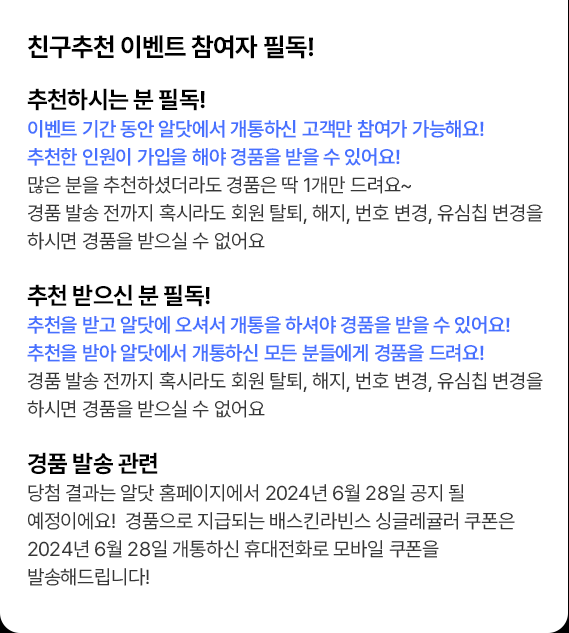 친구추천 이벤트 참여자 필독!
추천하시는 분 필독!
이벤트 기간 동안 알닷에서 개통하신 고객만 참여가 가능해요!
추천한 인원이 가입을 해야 경품을 받을 수 있어요!
많은 분을 추천하셨더라도 경품은 딱 1개만 드려요~
경품 발송 전까지 혹시라도 회원 탈퇴, 해지, 번호 변경, 유심칩 변경을
하시면 경품을 받으실 수 없어요
추천 받으신 분 필독!
추천을 받고 알닷에 오셔서 개통을 하셔야 경품을 받을 수 있어요!
추천을 받아 알닷에서 개통하신 모든 분들에게 경품을 드려요!
경품 발송 전까지 혹시라도 회원 탈퇴, 해지, 번호 변경, 유심칩 변경을
하시면 경품을 받으실 수 없어요
경품 발송 관련
당첨 결과는 알닷 홈페이지에서 2024년 6월 28일 공지 될
예정이에요!  경품으로 지급되는 배스킨라빈스 싱글레귤러 쿠폰은
2024년 6월 28일 개통하신 휴대전화로 모바일 쿠폰을
발송해드립니다!